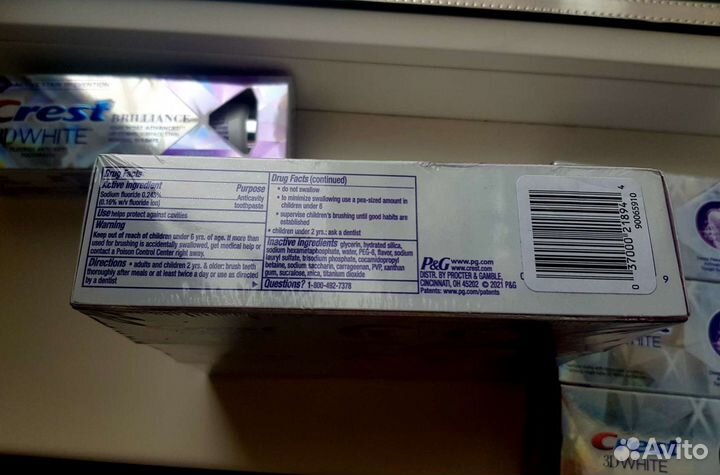 Crest
3DWHITE
BRILLIANCE
Drug Facts
Active Ingredient Purpose
Sodium fluoride 0.243% Anticavity
(0.16% w/v fluoride ion) toothpaste
Use helps protect against cavities
Warning
Keep out of reach of children under 6 yrs. of age. If more than
used for brushing is accidentally swallowed, get medical help or
contact a Poison Control Center right away.
Directions • adults and children 2 yrs. & older: brush teeth
thoroughly after meals or at least twice a day or use as directed
by a dentist
Drug Facts (continued)
• do not swallow
• to minimize swallowing use a pea-sized amount in
children under 6
• supervise children's brushing until good habits are
established
• children under 2 yrs.: ask a dentist
Inactive Ingredients glycerin, hydrated silica,
sodium hexametaphosphate, water, PEG-6, flavor, sodium
lauryl sulfate, trisodium phosphate, cocamidopropyl
betaine, sodium saccharin, carrageenan, PVP, xanthan
gum, sucralose, mica, titanium dioxide
Questions? 1-800-492-7378
P&G www.pg.com
www.crest.com
DISTR. BY PROCTER & GAMBLE,
CINCINNATI, OH 45202 © 2021 P&G
Patents: www.pg.com/patents
0 37000 21894 4
90065910
9
WHITE
Crest
3DWHITE
Avito